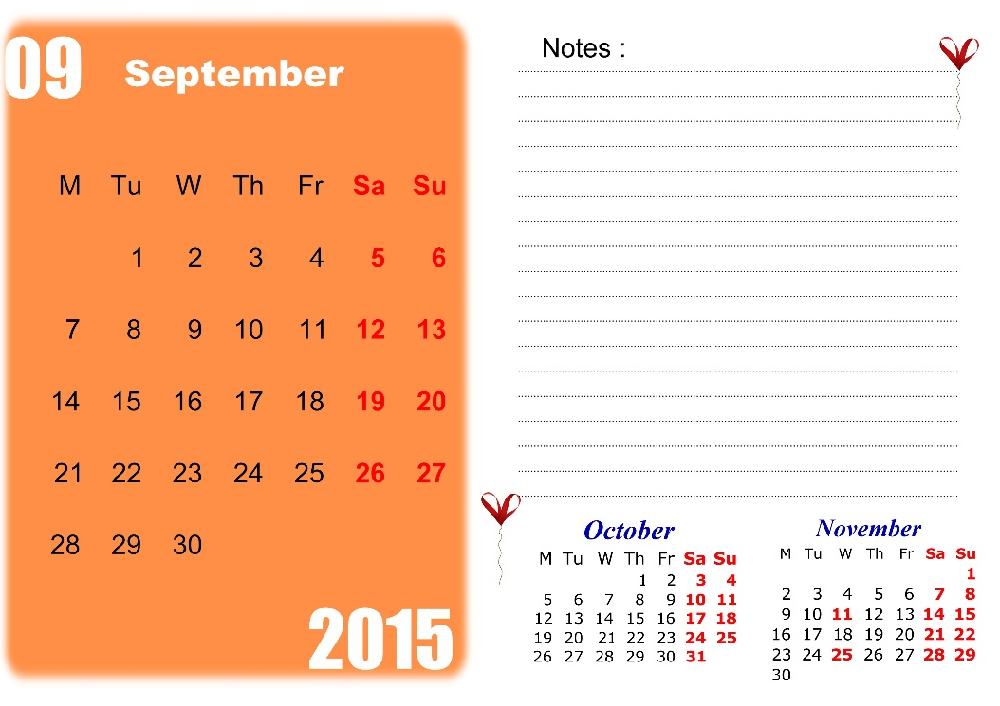 09 September
M Tu W Th Fr Sa Su
1 2 3 4 5 6
7 8 9 10 11 12 13
14 15 16 17 18 19 20
21 22 23 24 25 26 27
28 29 30
2015
Notes :
October
M Tu W Th Fr Sa Su
1 2 3 4
5 6 7 8 9 10 11
12 13 14 15 16 17 18
19 20 21 22 23 24 25
26 27 28 29 30 31
November
M Tu W Th Fr Sa Su
1
2 3 4 5 6 7 8
9 10 11 12 13 14 15
16 17 18 19 20 21 22
23 24 25 26 27 28 29
30